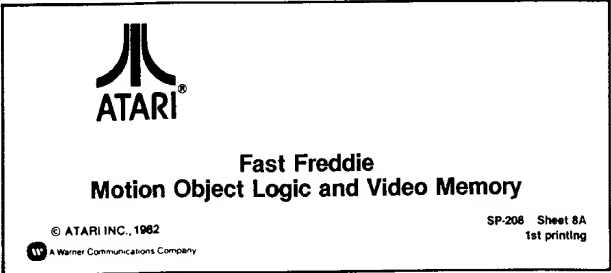 ATARI®
Fast Freddie
Motion Object Logic and Video Memory
© ATARI INC., 1982
SP-208 Sheet 8A
1st printing
A Warner Communications Company